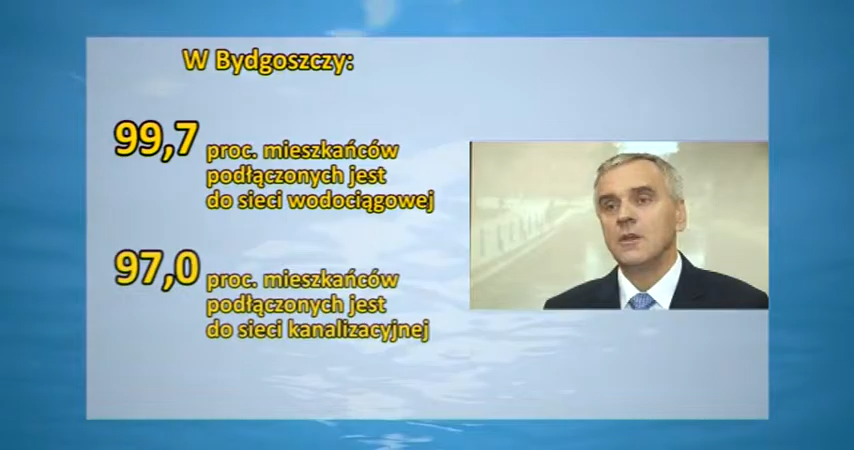 W Bydgoszczy:
99,7 proc. mieszkańców
podłączonych jest
do sieci wodociągowej
97,0 proc. mieszkańców
podłączonych jest
do sieci kanalizacyjnej